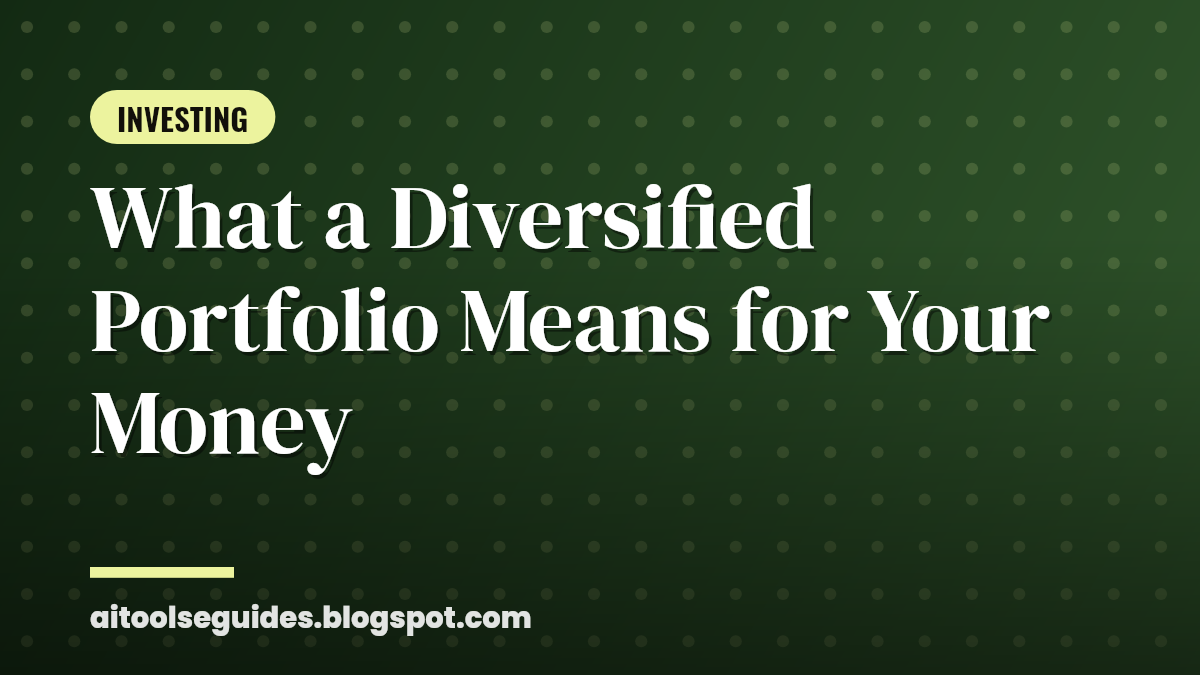 INVESTING
What a Diversified
Portfolio Means for Your
Money
aitoolseguides.blogspot.com